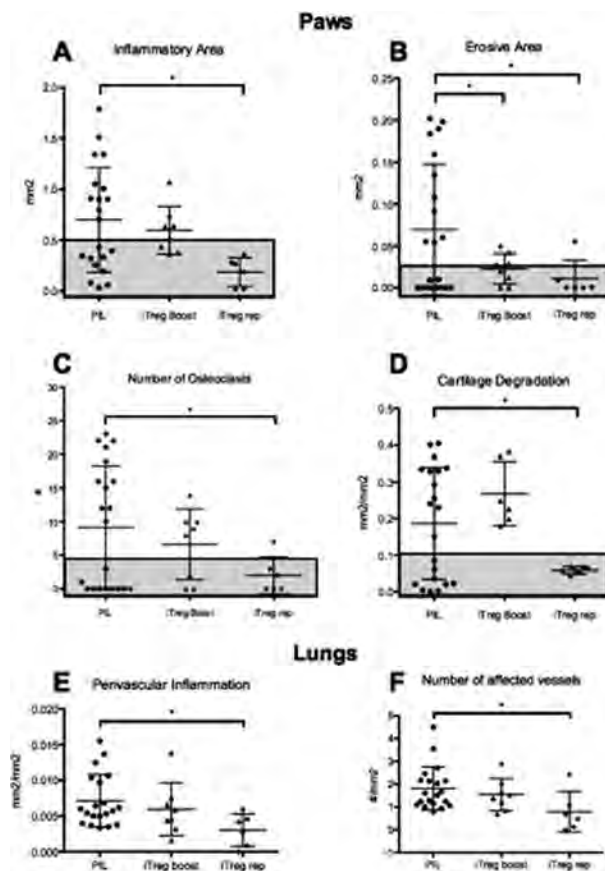 Paws
A
Inflammatory Area
mm2
2.0
1.5
1.0
0.5
0.0
PIL
iTreg Boost
iTreg rep
B
Erosive Area
mm2
0.25
0.20
0.15
0.10
0.05
0.00
PIL
iTreg Boost
iTreg rep
C
Number of Osteoclasts
30
25
20
15
10
5
0
PIL
iTreg Boost
iTreg rep
D
Cartilage Degradation
mm2/mm2
0.5
0.4
0.3
0.2
0.1
0.0
PIL
iTreg Boost
iTreg rep
Lungs
E
Perivascular Inflammation
mm2/mm2
0.020
0.015
0.010
0.005
0.000
PIL
iTreg boost
iTreg rep
F
Number of affected vessels
#/mm2
5
4
3
2
1
0
PIL
iTreg boost
iTreg rep